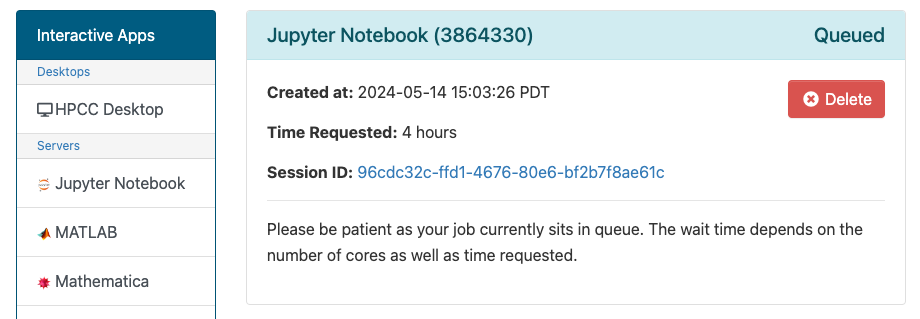 Interactive Apps
Desktops
HPCC Desktop
Servers
Jupyter Notebook
MATLAB
Mathematica
Jupyter Notebook (3864330) Queued
Created at: 2024-05-14 15:03:26 PDT
Delete
Time Requested: 4 hours
Session ID: 96cdc32c-ffd1-4676-80e6-bf2b7f8ae61c
Please be patient as your job currently sits in queue. The wait time depends on the
number of cores as well as time requested.